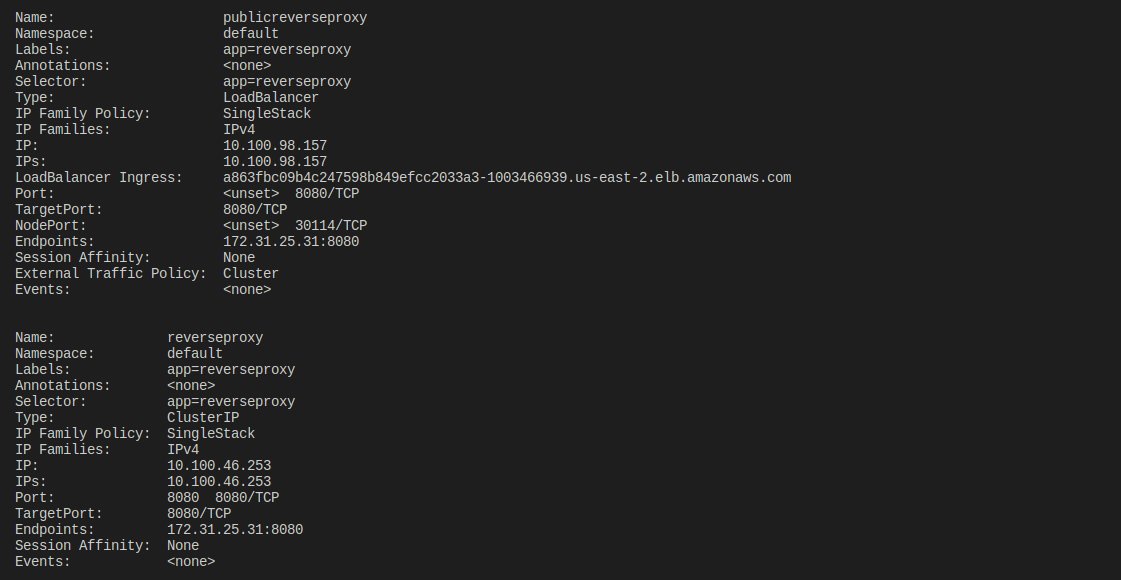 Name:                     publicreverseproxy
Namespace:                default
Labels:                   app=reverseproxy
Annotations:              <none>
Selector:                 app=reverseproxy
Type:                     LoadBalancer
IP Family Policy:         SingleStack
IP Families:              IPv4
IP:                       10.100.98.157
IPs:                      10.100.98.157
LoadBalancer Ingress:     a863fbc09b4c247598b849efcc2033a3-1003466939.us-east-2.elb.amazonaws.com
Port:                     <unset>  8080/TCP
TargetPort:               8080/TCP
NodePort:                 <unset>  30114/TCP
Endpoints:                172.31.25.31:8080
Session Affinity:         None
External Traffic Policy:  Cluster
Events:                   <none>

Name:              reverseproxy
Namespace:         default
Labels:            app=reverseproxy
Annotations:       <none>
Selector:          app=reverseproxy
Type:              ClusterIP
IP Family Policy:  SingleStack
IP Families:       IPv4
IP:                10.100.46.253
IPs:               10.100.46.253
Port:              8080  8080/TCP
TargetPort:        8080/TCP
Endpoints:         172.31.25.31:8080
Session Affinity:  None
Events:            <none>